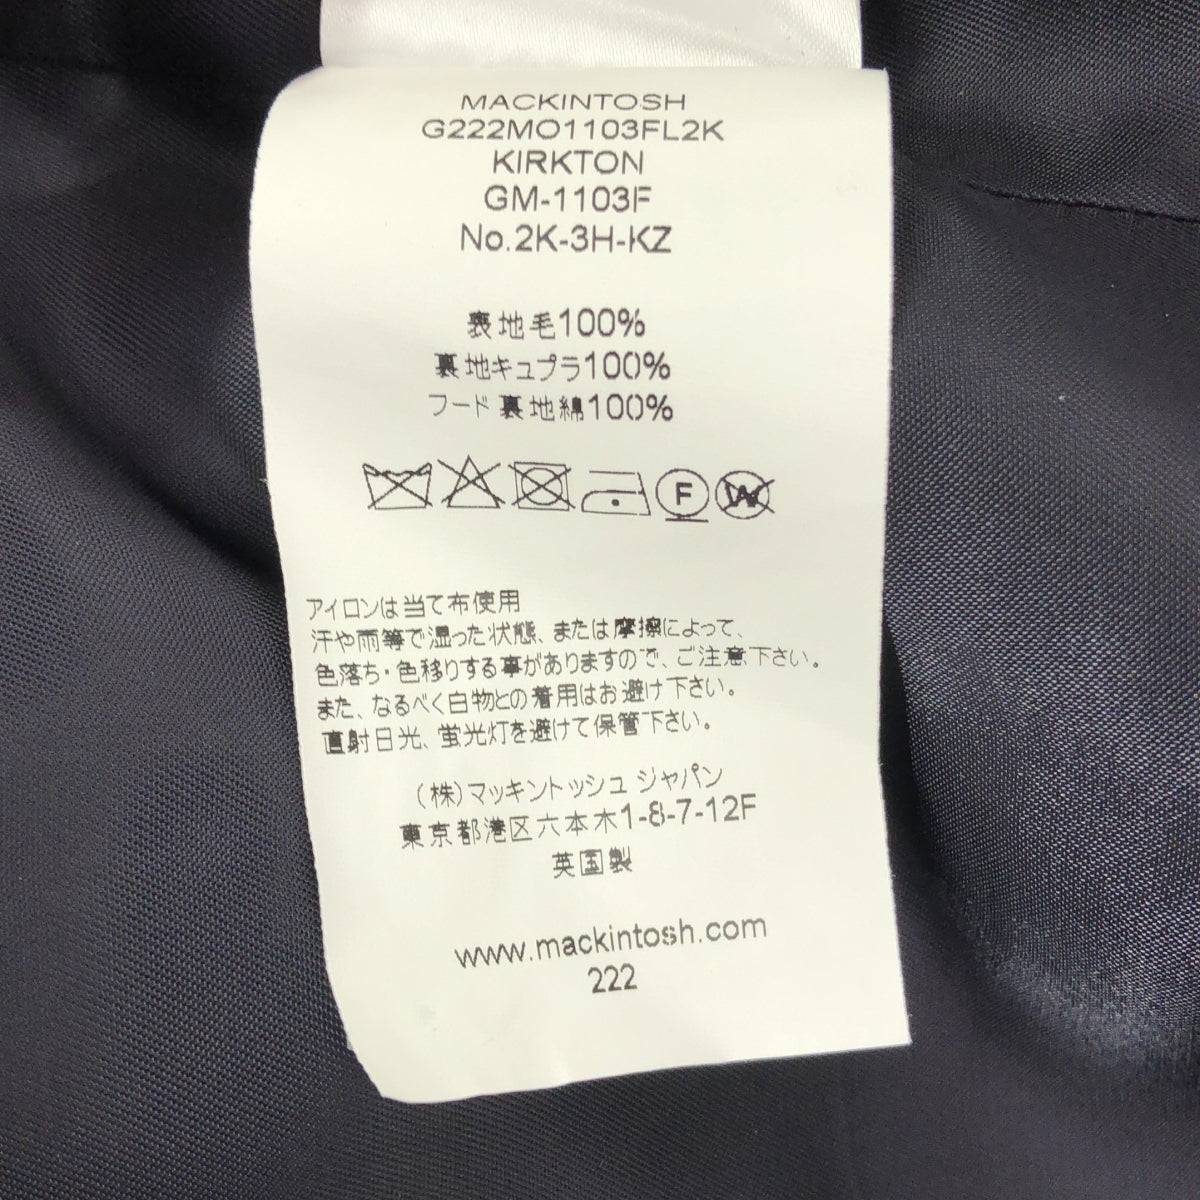 MACKINTOSH
G222MO1103FL2K
KIRKTON
GM-1103F
No.2K-3H-KZ
表地毛100%
裏地キュプラ100%
フード裏地綿100%
F W
アイロンは当て布使用
汗や雨等で湿った状態、または摩擦によって、
色落ち・色移りする事がありますので、ご注意下さい。
また、なるべく白物との着用はお避け下さい。
直射日光、蛍光灯を避けて保管下さい。
(株)マッキントッシュ ジャパン
東京都港区六本木1-8-7-12F
英国製
www.mackintosh.com
222